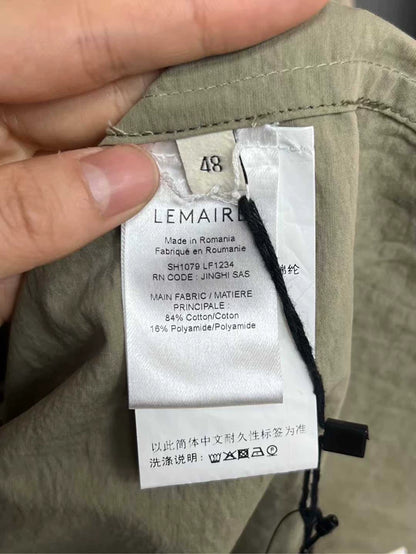 48
LEMAIRE
Made in Romania
Fabriqué en Roumanie
SH1079 LF1234
RN CODE : JINGHI SAS
MAIN FABRIC / MATIERE
PRINCIPALE :
84% Cotton/Coton
16% Polyamide/Polyamide
锦纶
以此简体中文耐久性标签为准
洗涤说明: